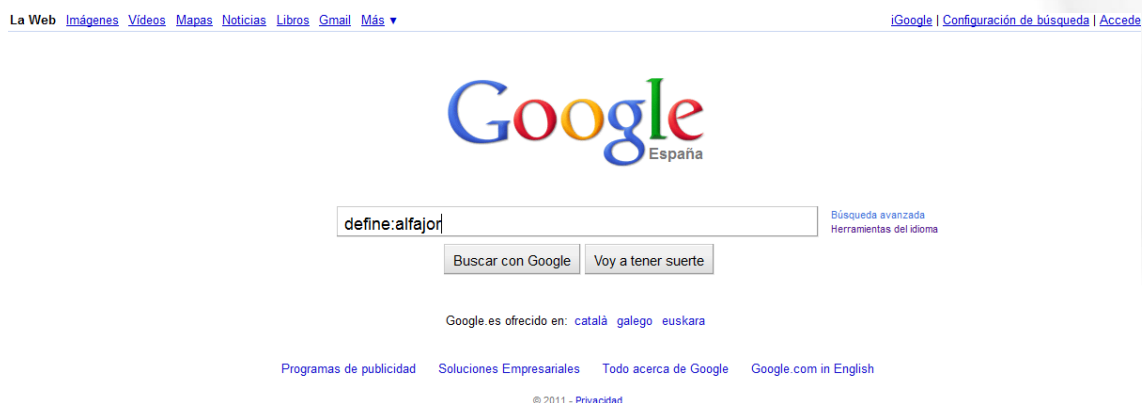 La Web Imágenes Vídeos Mapas Noticias Libros Gmail Más ▼ iGoogle | Configuración de búsqueda | Accede
Google
España
define:alfajor
Búsqueda avanzada
Herramientas del idioma
Buscar con Google Voy a tener suerte
Google.es ofrecido en: català galego euskara
Programas de publicidad Soluciones Empresariales Todo acerca de Google Google.com in English
© 2011 - Privacidad